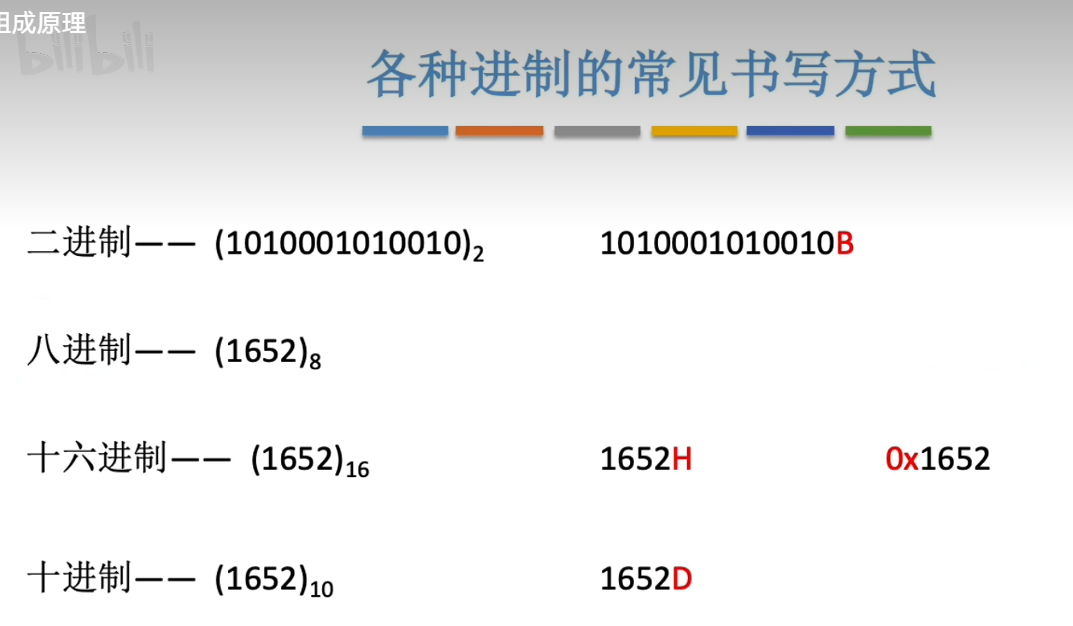 组成原理
bilibili
各种进制的常见书写方式
二进制—— (1010001010010)₂ 1010001010010B
八进制—— (1652)₈
十六进制—— (1652)₁₆ 1652H 0x1652
十进制—— (1652)₁₀ 1652D